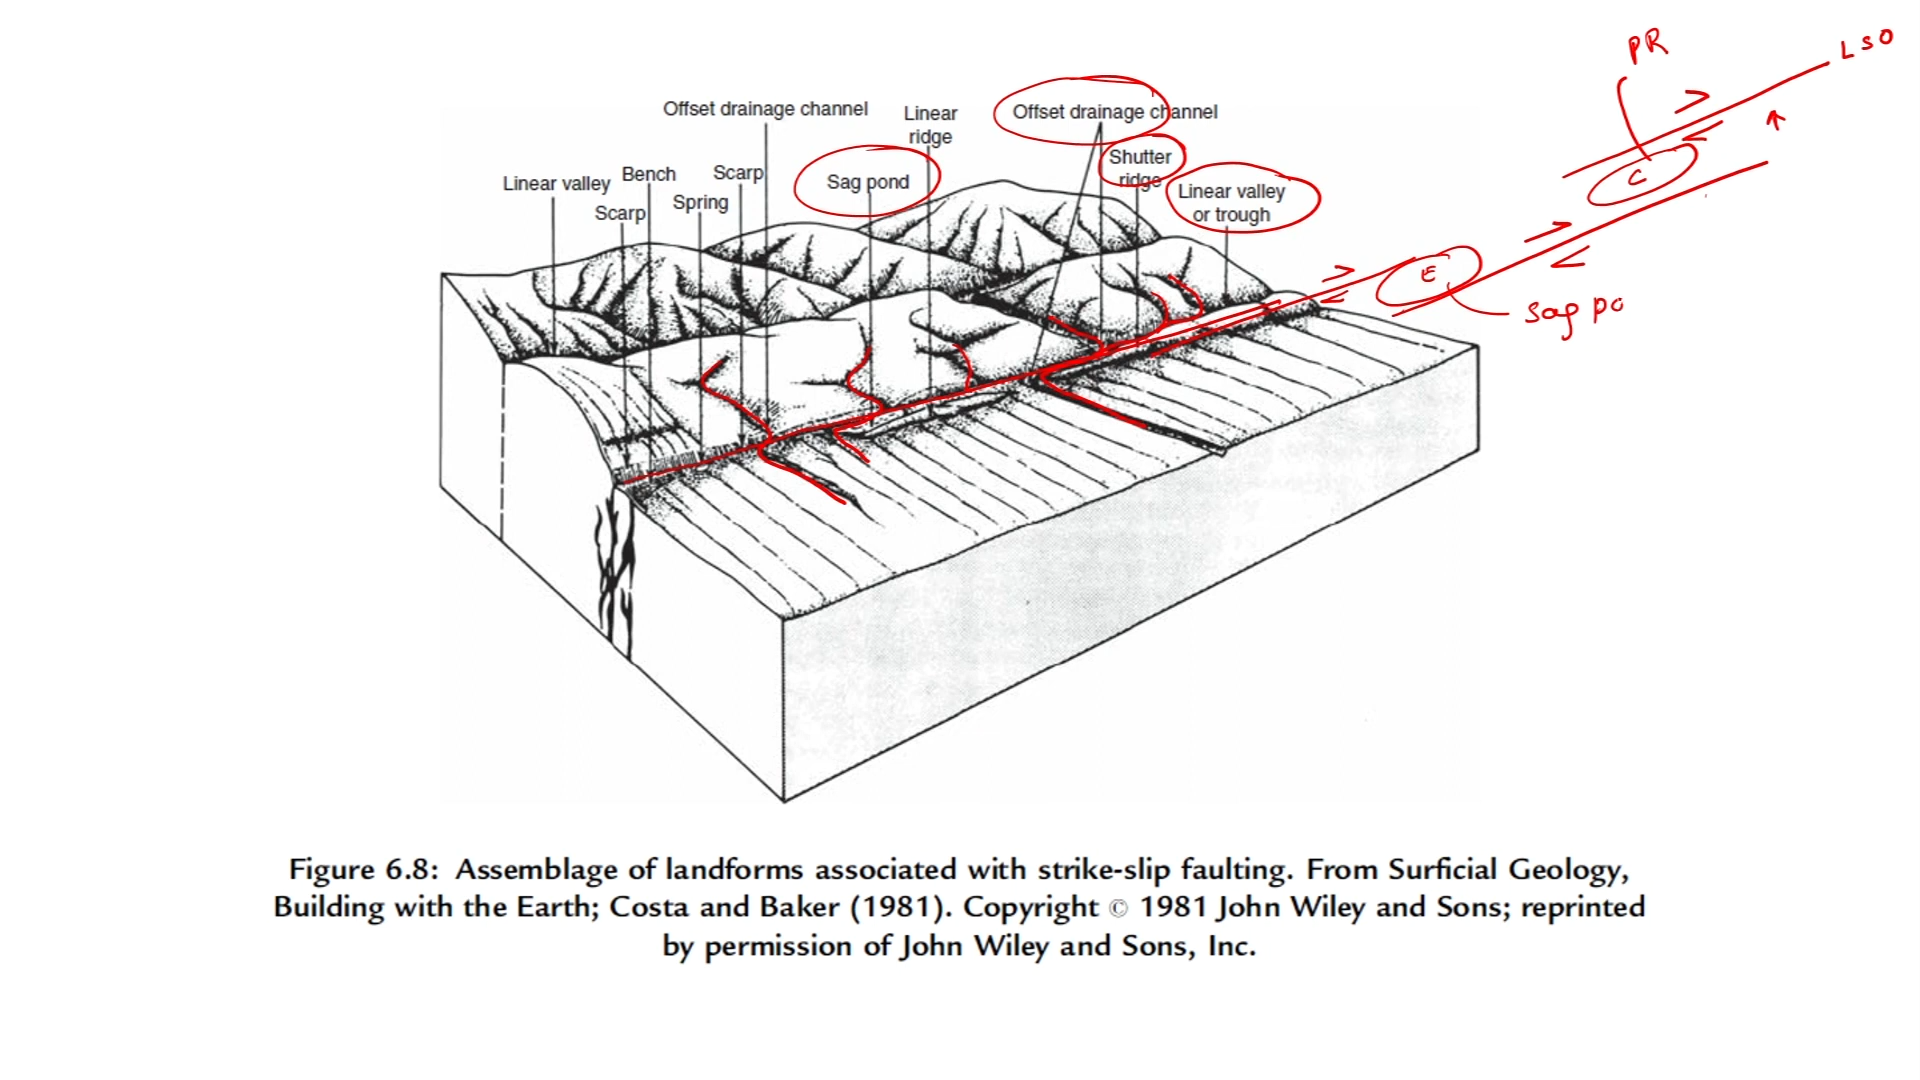 PR
LSO
Offset drainage channel
Linear
ridge
Offset drainage channel
Shutter
ridge
Bench
Scarp
Sag pond
Linear valley
Linear valley
or trough
Scarp
Spring
C
E
Sag po
Figure 6.8: Assemblage of landforms associated with strike-slip faulting. From Surficial Geology,
Building with the Earth; Costa and Baker (1981). Copyright © 1981 John Wiley and Sons; reprinted
by permission of John Wiley and Sons, Inc.